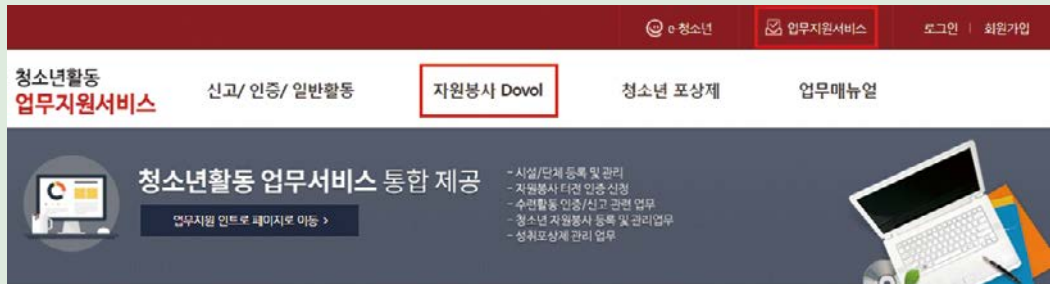 e 청소년
업무지원서비스
로그인 | 회원가입
청소년활동
업무지원서비스
신고/ 인증/ 일반활동
자원봉사 Dovol
청소년 포상제
업무매뉴얼
청소년활동 업무서비스 통합 제공
업무지원 인트로 페이지로 이동 >
- 시설/단체 등록 및 관리
- 자원봉사 터전 인증 신청
- 수련활동 인증/신고 관련 업무
- 청소년 자원봉사 등록 및 관리업무
- 성취포상제 관리 업무